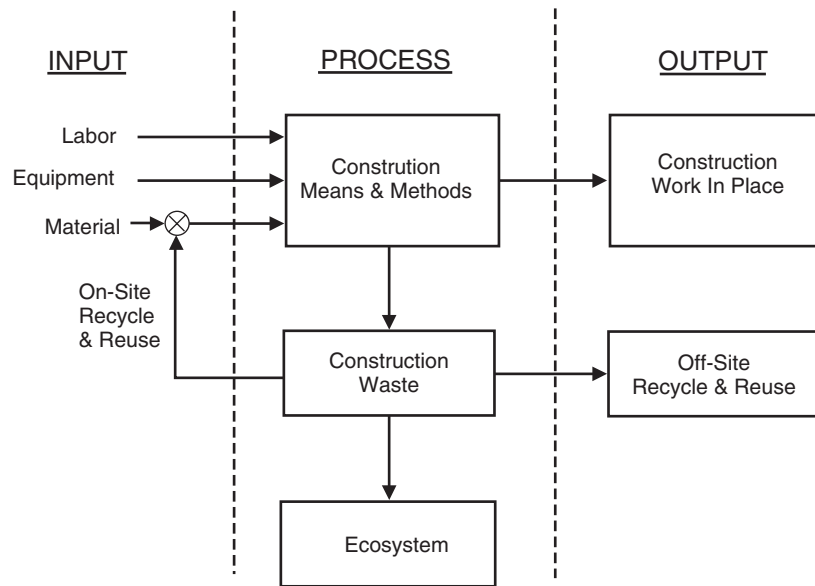 INPUT
PROCESS
OUTPUT
Labor
Equipment
Material
Constrution
Means & Methods
Construction
Work In Place
On-Site
Recycle
& Reuse
Construction
Waste
Off-Site
Recycle & Reuse
Ecosystem